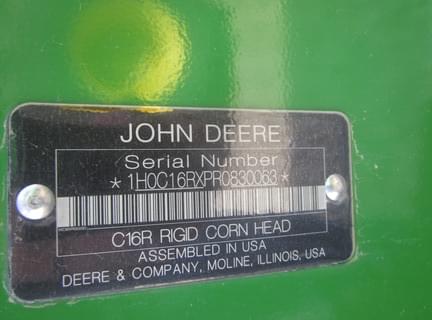 JOHN DEERE
Serial Number
*1H0C16RXPR0830063*
C16R RIGID CORN HEAD
ASSEMBLED IN USA
DEERE & COMPANY, MOLINE, ILLINOIS, USA